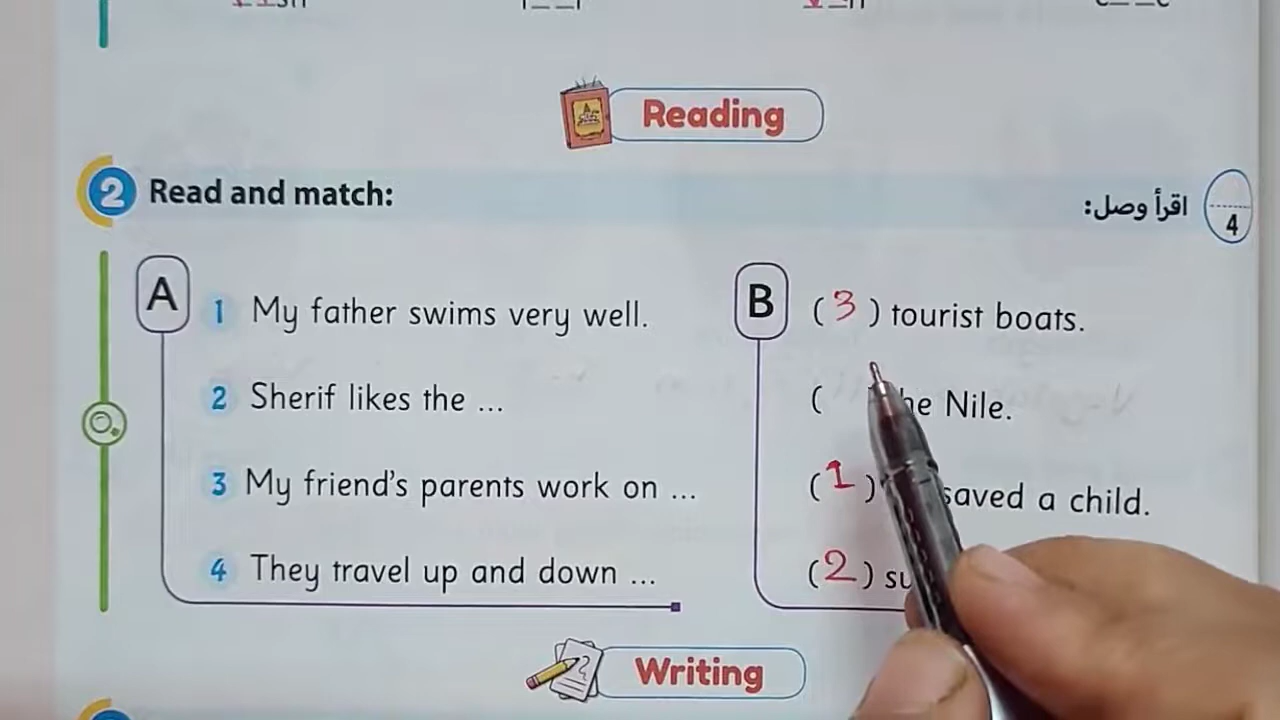 Reading
2 Read and match:
اقرأ وصل:
4
A
1 My father swims very well.
2 Sherif likes the ...
3 My friend's parents work on ...
4 They travel up and down ...
B
(3) tourist boats.
( Nile.
(1) saved a child.
(2)
Writing